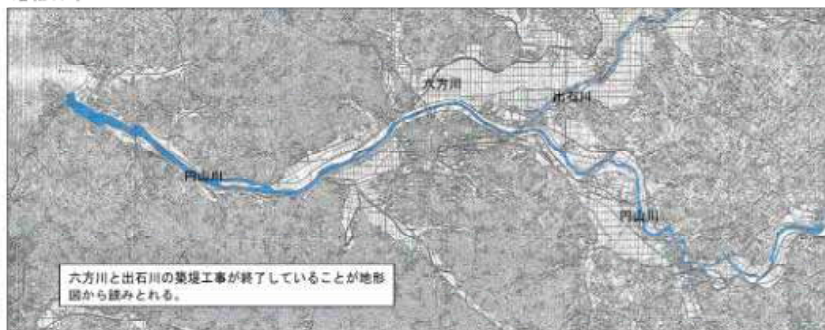 六方川
出石川
円山川
円山川
六方川と出石川の築堤工事が終了していることが地形
図から読みとれる。